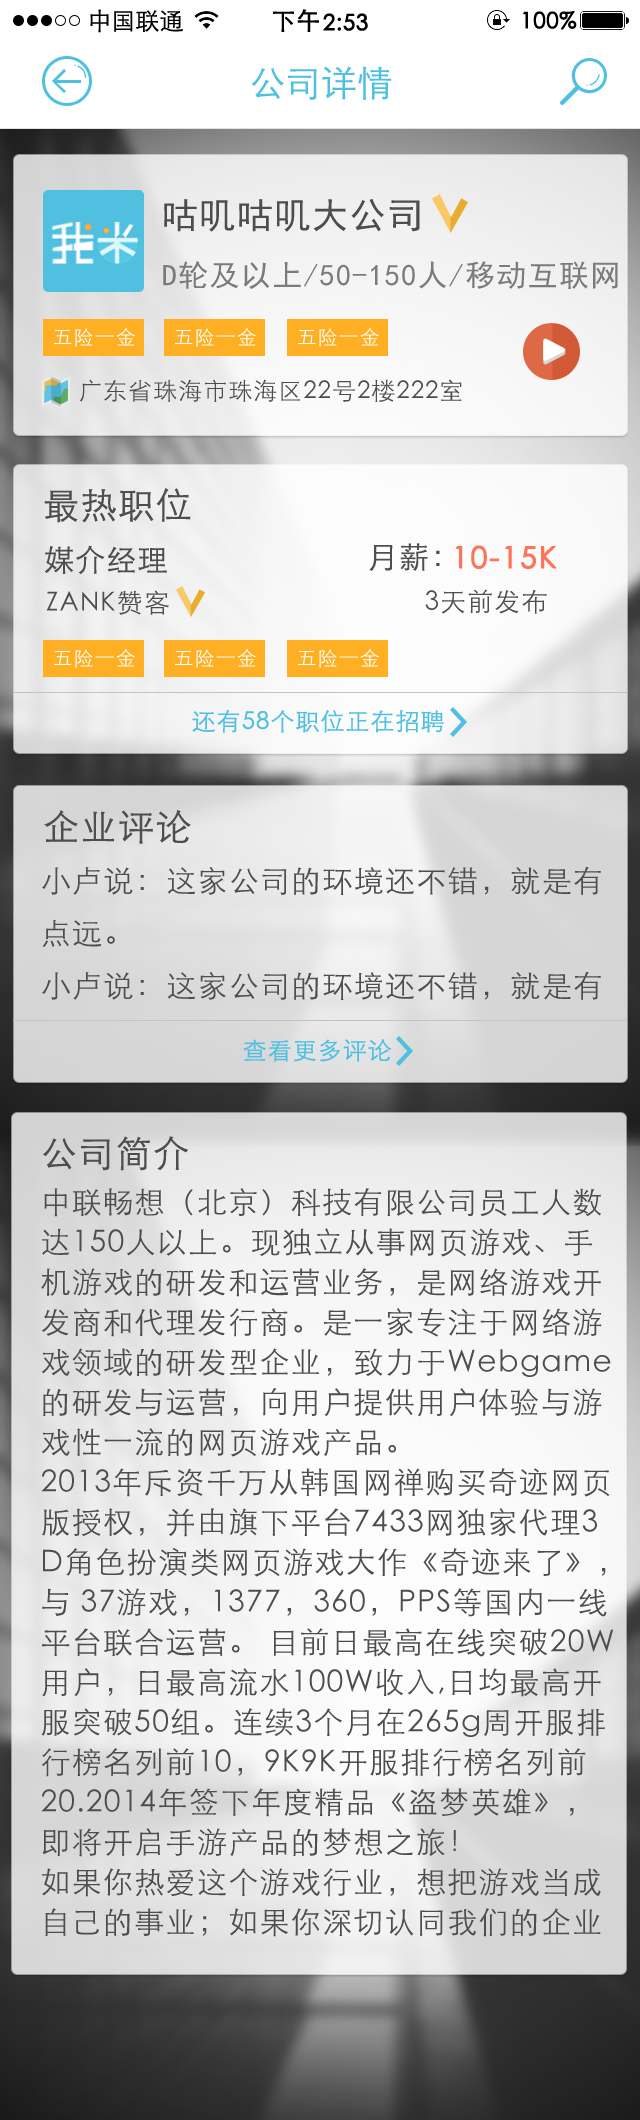 中国联通
下午2:53
100%
公司详情
咕叽咕叽大公司
D轮及以上/50-150人/移动互联网
五险一金 五险一金 五险一金
广东省珠海市珠海区22号2楼222室
最热职位
媒介经理 月薪：10-15K
ZANK赞客 3天前发布
五险一金 五险一金 五险一金
还有58个职位正在招聘
企业评论
小卢说：这家公司的环境还不错，就是有
点远。
小卢说：这家公司的环境还不错，就是有
查看更多评论
公司简介
中联畅想（北京）科技有限公司员工人数
达150人以上。现独立从事网页游戏、手
机游戏的研发和运营业务，是网络游戏开
发商和代理发行商。是一家专注于网络游
戏领域的研发型企业，致力于Webgame
的研发与运营，向用户提供用户体验与游
戏性一流的网页游戏产品。
2013年斥资千万从韩国网禅购买奇迹网页
版授权，并由旗下平台7433网独家代理3
D角色扮演类网页游戏大作《奇迹来了》，
与 37游戏，1377，360，PPS等国内一线
平台联合运营。 目前日最高在线突破20W
用户，日最高流水100W收入,日均最高开
服突破50组。连续3个月在265g周开服排
行榜名列前10，9K9K开服排行榜名列前
20.2014年签下年度精品《盗梦英雄》，
即将开启手游产品的梦想之旅！
如果你热爱这个游戏行业，想把游戏当成
自己的事业；如果你深切认同我们的企业